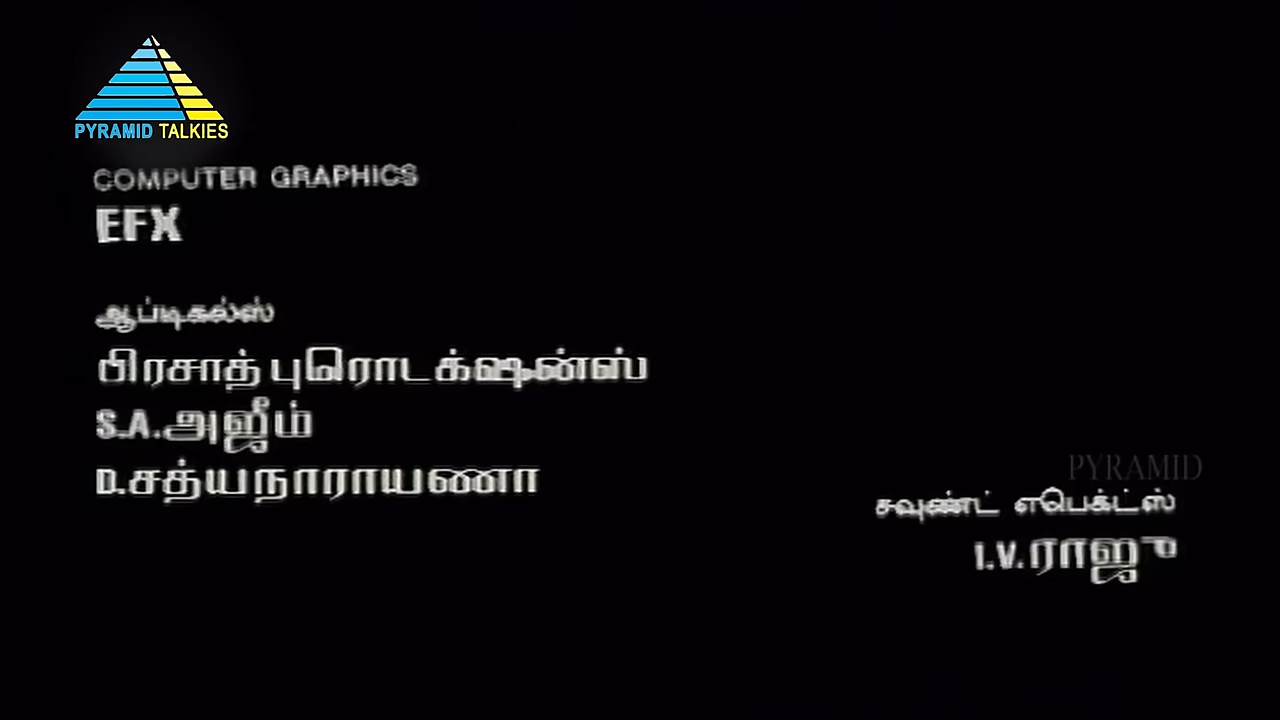 PYRAMID TALKIES
COMPUTER GRAPHICS
EFX
ஆப்டிகல்ஸ்
பிரசாத் புரொடக்ஷன்ஸ்
S.A.அஜீம்
D.சத்யநாராயணா
PYRAMID
சவுண்ட் எபெக்ட்ஸ்
I.V.ராஜு